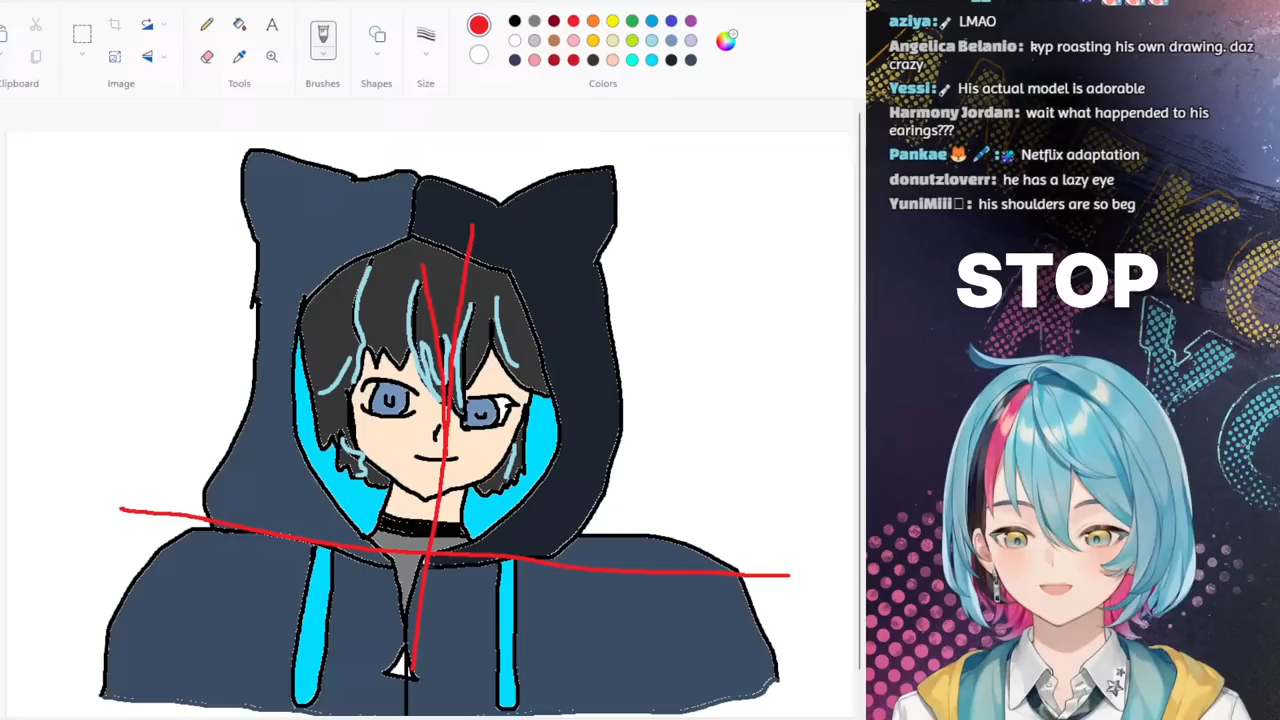 Clipboard
Image
Tools
Brushes
Shapes
Size
Colors
aziya: LMAO
Angelica Belanio: kyp roasting his own drawing. daz
crazy
Yessi: His actual model is adorable
Harmony Jordan: wait what happened to his
earings???
Pankae🦊🖊️: Netflix adaptation
donutzloverr: he has a lazy eye
YuniMiii: his shoulders are so beg
STOP